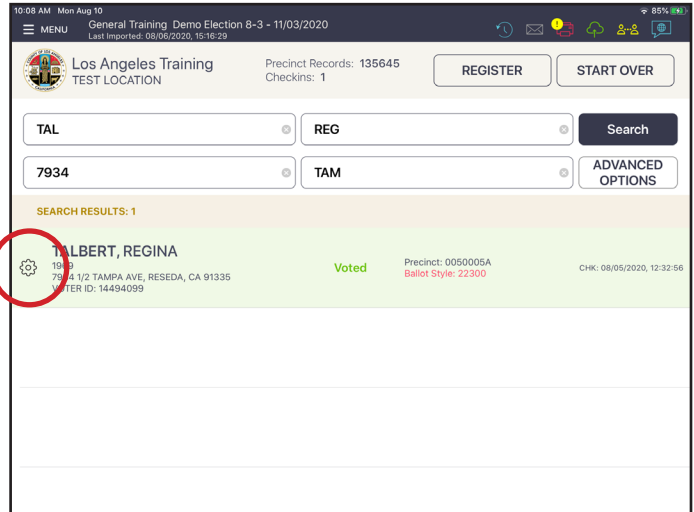 10:08 AM Mon Aug 10
85%
MENU
General Training Demo Election 8-3 - 11/03/2020
Last Imported: 08/06/2020, 15:16:29
Los Angeles Training
TEST LOCATION
Precinct Records: 135645
Checkins: 1
REGISTER
START OVER
TAL
REG
Search
7934
TAM
ADVANCED
OPTIONS
SEARCH RESULTS: 1
TALBERT, REGINA
7934 1/2 TAMPA AVE, RESEDA, CA 91335
VOTER ID: 14494099
Voted
Precinct: 0050005A
Ballot Style: 22300
CHK: 08/05/2020, 12:32:56